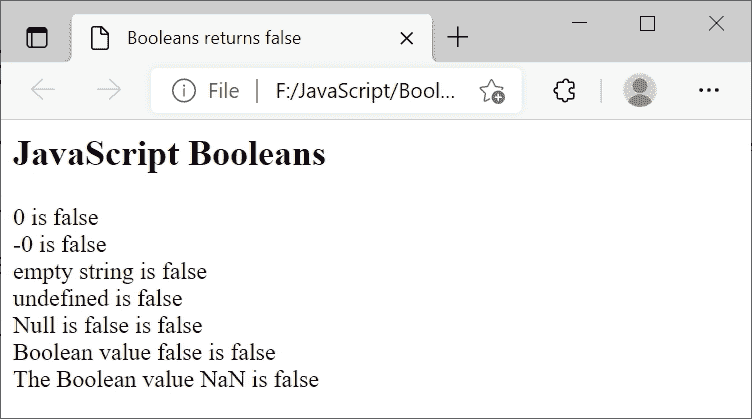 Booleans returns false
File | F:/JavaScript/Bool...
JavaScript Booleans
0 is false
-0 is false
empty string is false
undefined is false
Null is false is false
Boolean value false is false
The Boolean value NaN is false